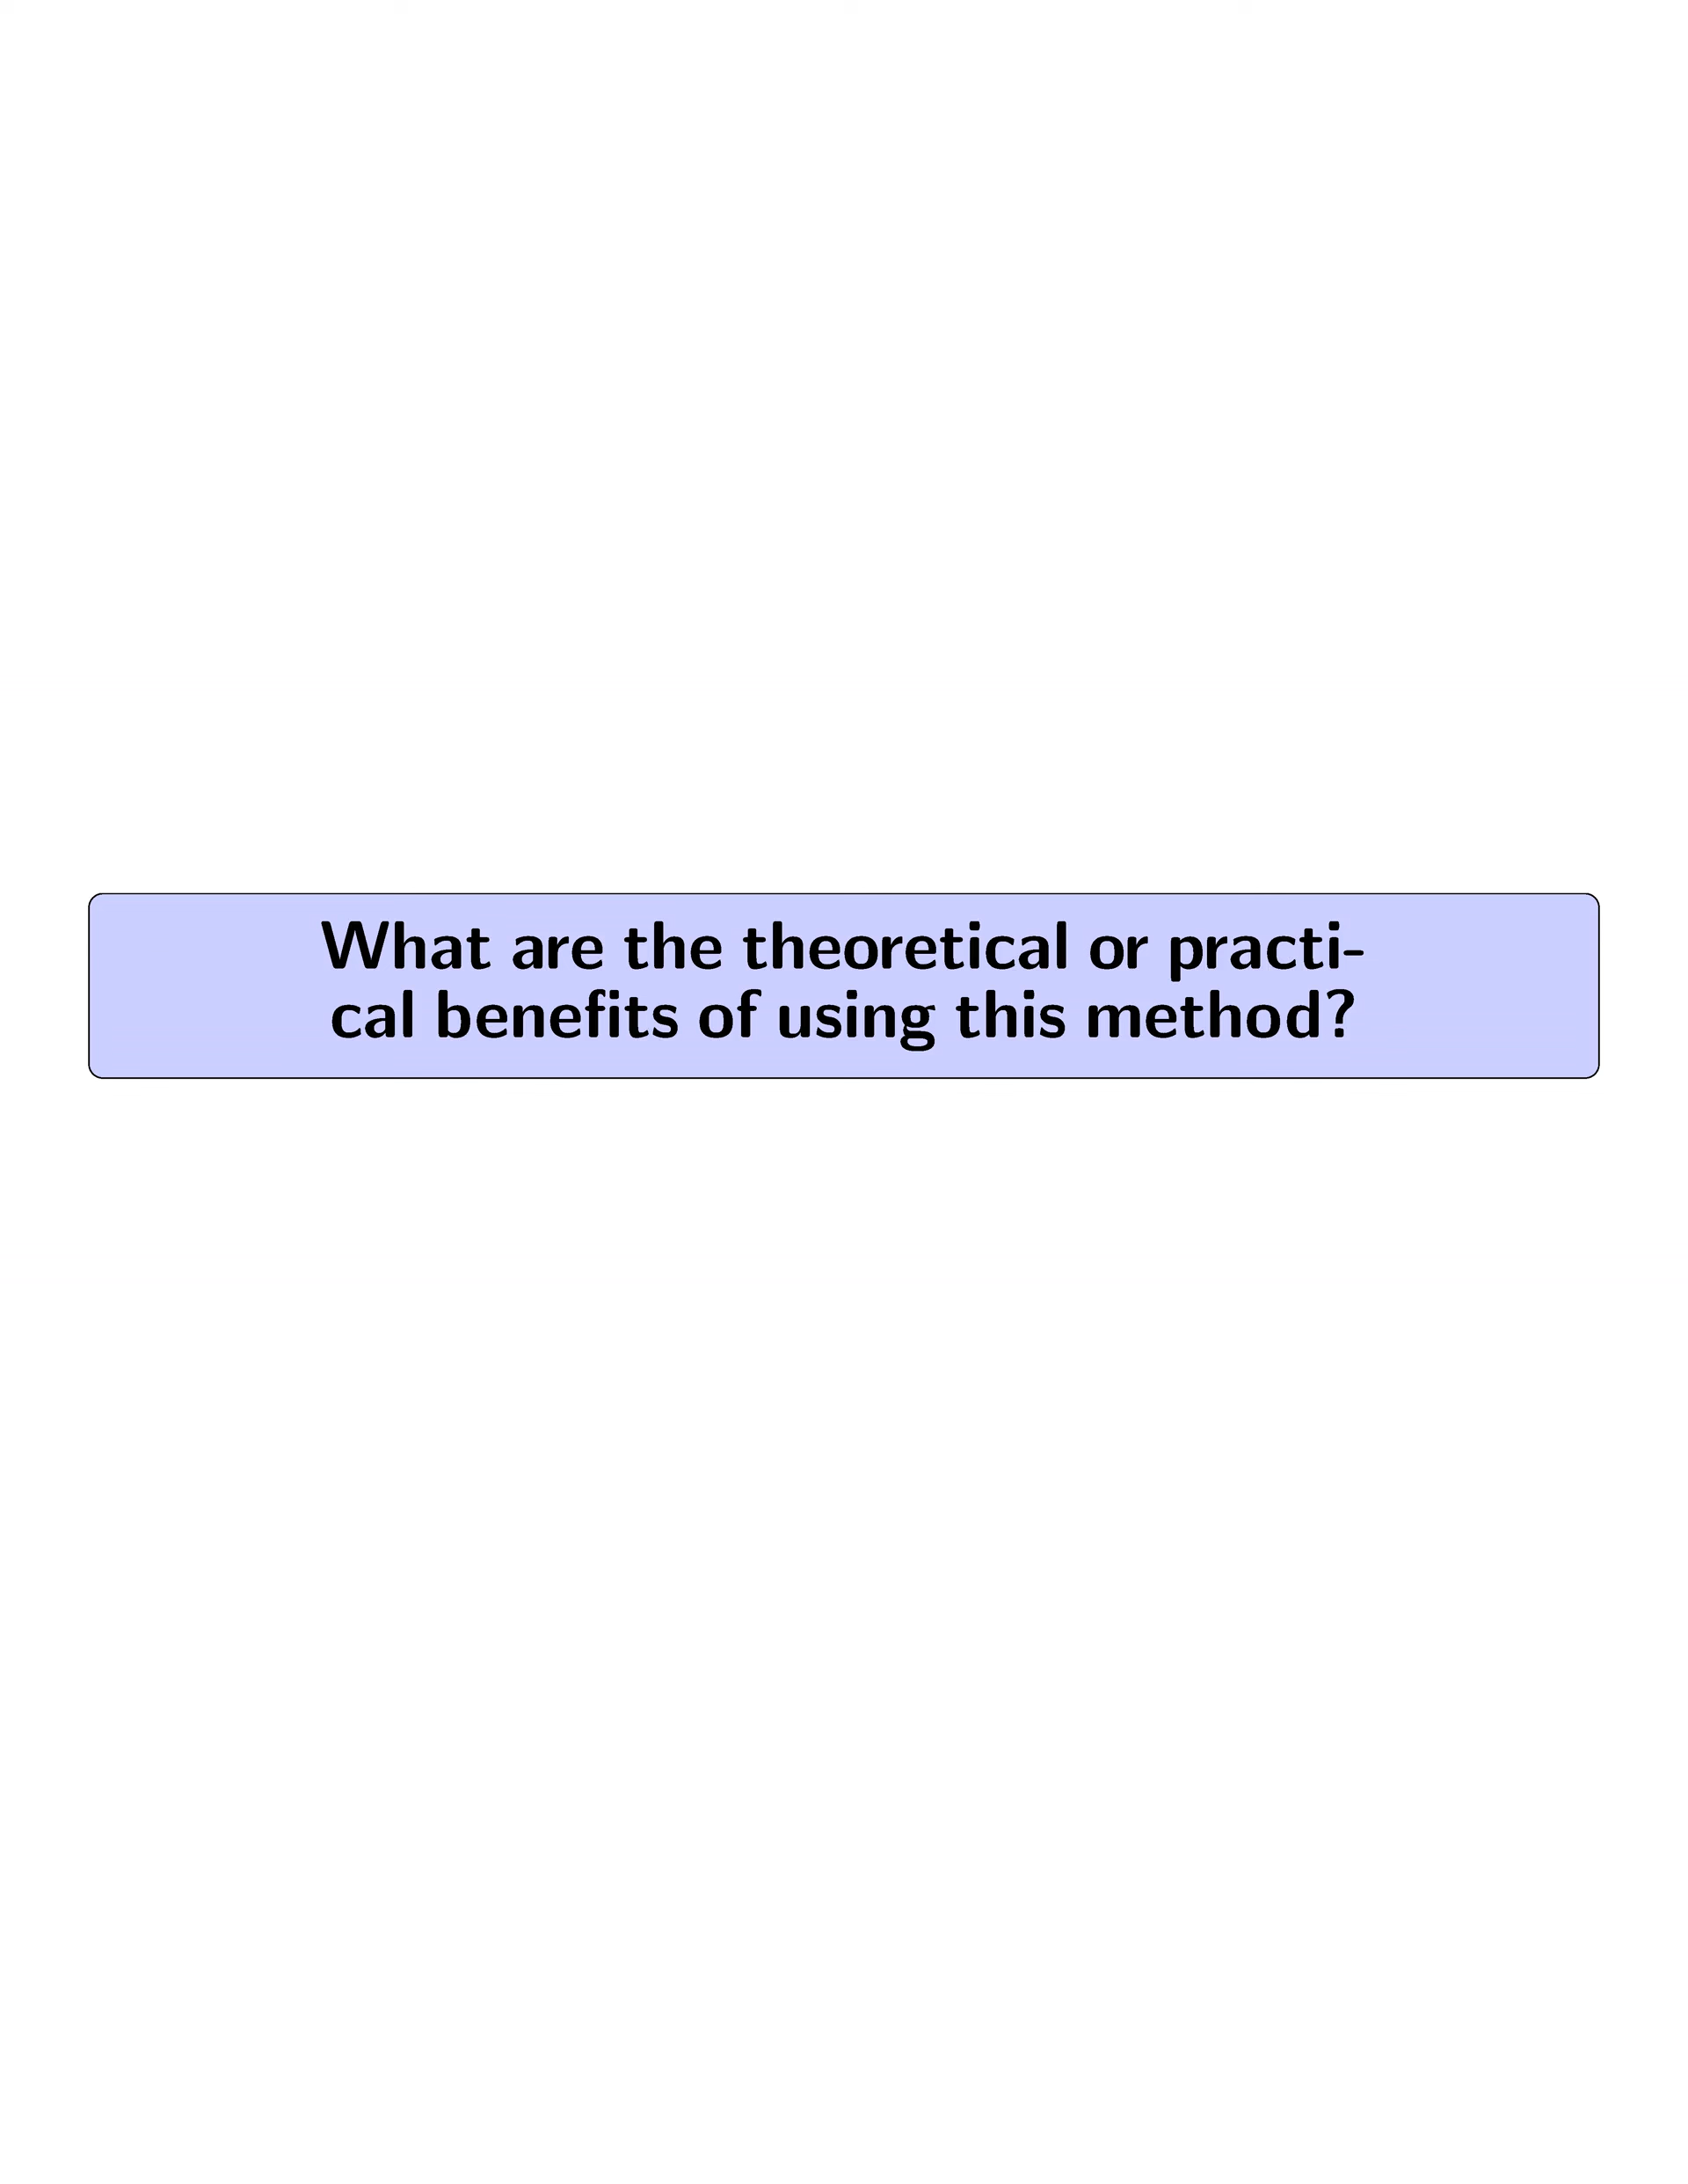 What are the theoretical or practi-
cal benefits of using this method?